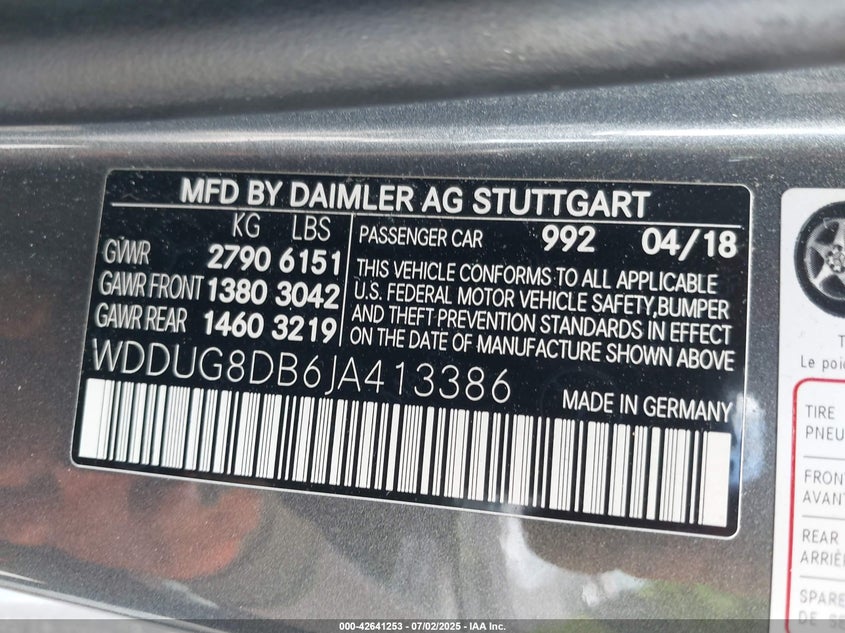 MFD BY DAIMLER AG STUTTGART
KG LBS
GVWR 2790 6151
GAWR FRONT 1380 3042
GAWR REAR 1460 3219
PASSENGER CAR 992 04/18
THIS VEHICLE CONFORMS TO ALL APPLICABLE
U.S. FEDERAL MOTOR VEHICLE SAFETY,BUMPER
AND THEFT PREVENTION STANDARDS IN EFFECT
ON THE DATE OF MANUFACTURE SHOWN ABOVE
WDDUG8DB6JA413386
MADE IN GERMANY
Le
TIRE
FRONT
REAR
SPARE
DE
000-42641253 - 07/02/2025 - IAA Inc.